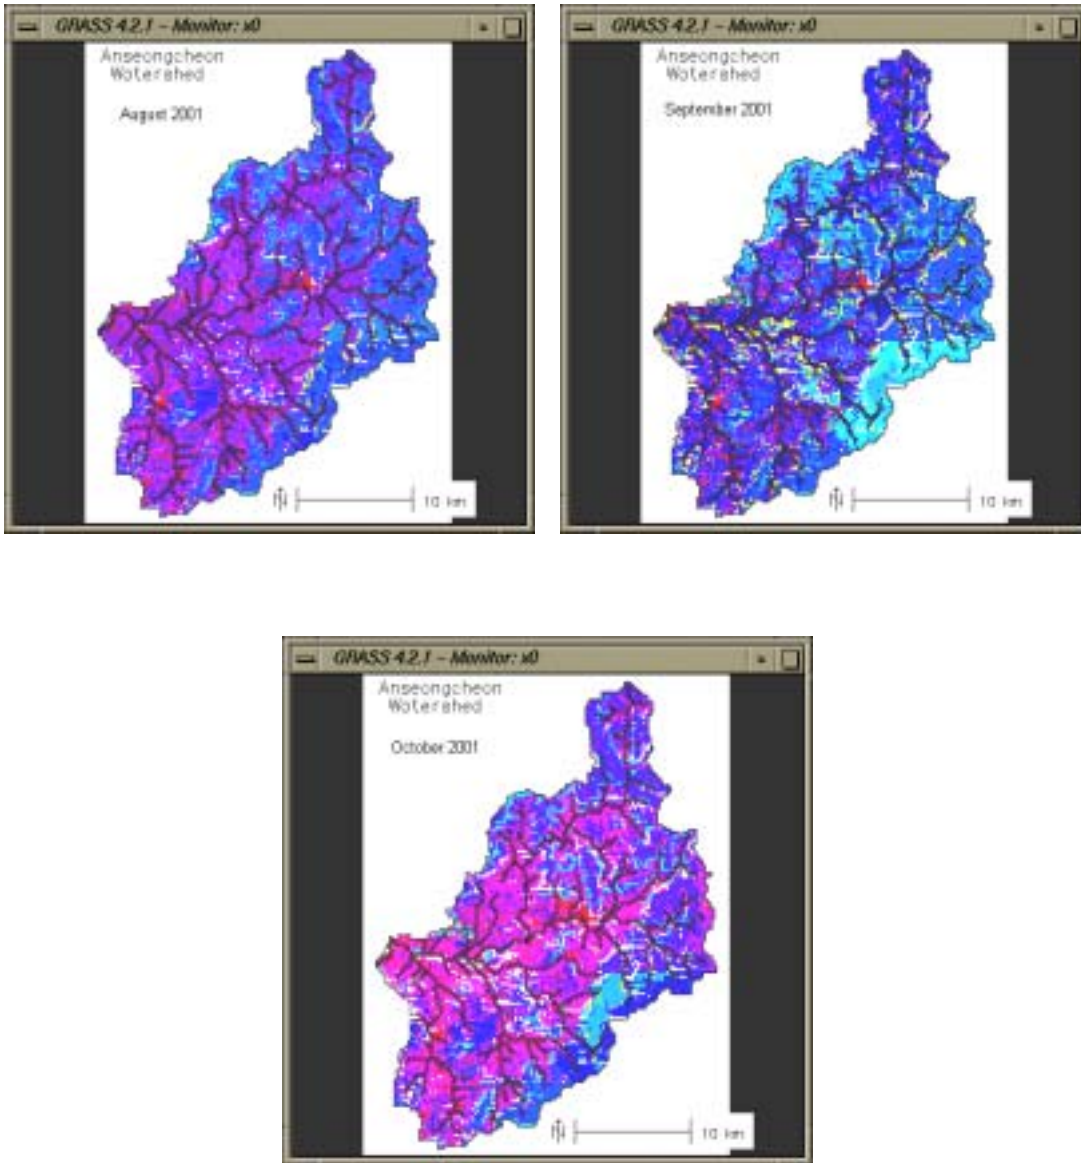 GRASS 4.2.1 – Monitor: x0
Anseongcheon
Watershed
August 2001
10 km
GRASS 4.2.1 – Monitor: x0
Anseongcheon
Watershed
September 2001
10 km
GRASS 4.2.1 – Monitor: x0
Anseongcheon
Watershed
October 2001
10 km